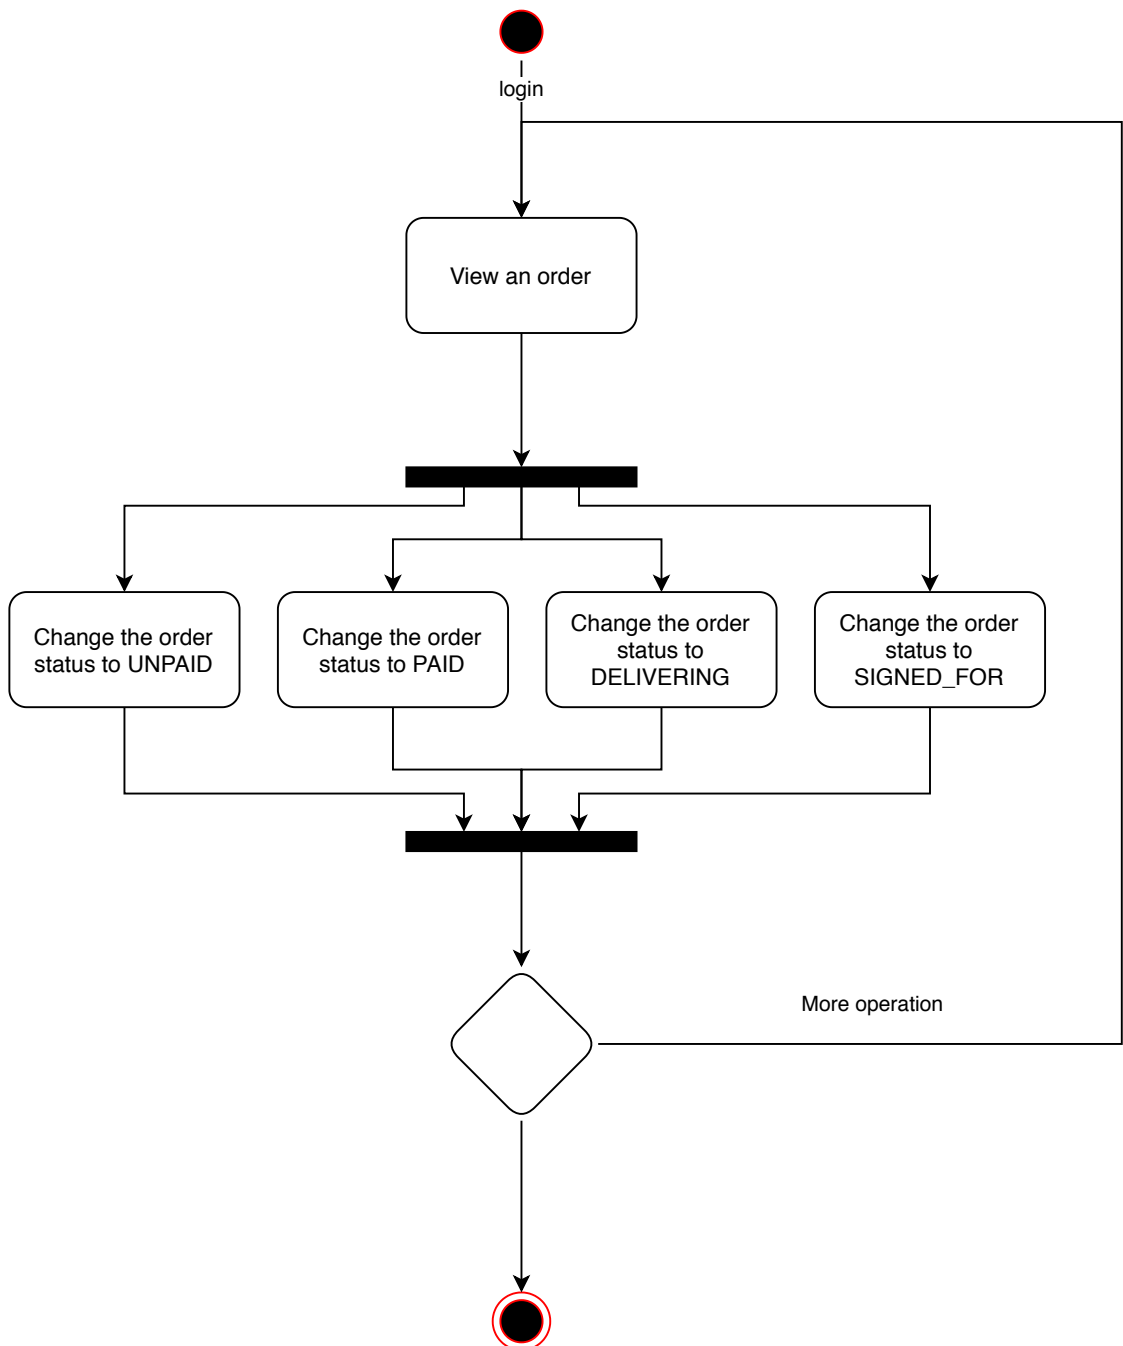 login
View an order
Change the order
status to UNPAID
Change the order
status to PAID
Change the order
status to
DELIVERING
Change the order
status to
SIGNED_FOR
More operation